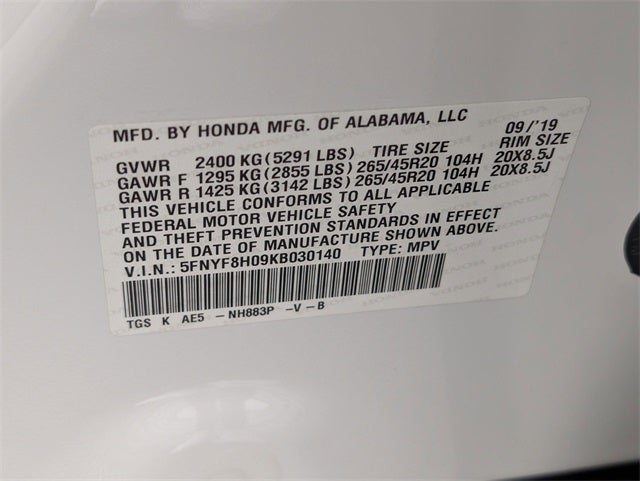 MFD. BY HONDA MFG. OF ALABAMA, LLC 09/'19
GVWR 2400 KG(5291 LBS) TIRE SIZE RIM SIZE
GAWR F 1295 KG(2855 LBS) 265/45R20 104H 20X8.5J
GAWR R 1425 KG(3142 LBS) 265/45R20 104H 20X8.5J
THIS VEHICLE CONFORMS TO ALL APPLICABLE
FEDERAL MOTOR VEHICLE SAFETY
AND THEFT PREVENTION STANDARDS IN EFFECT
ON THE DATE OF MANUFACTURE SHOWN ABOVE.
V.I.N.: 5FNYF8H09KB030140 TYPE: MPV
TGS K AE5 -NH883P -V-B